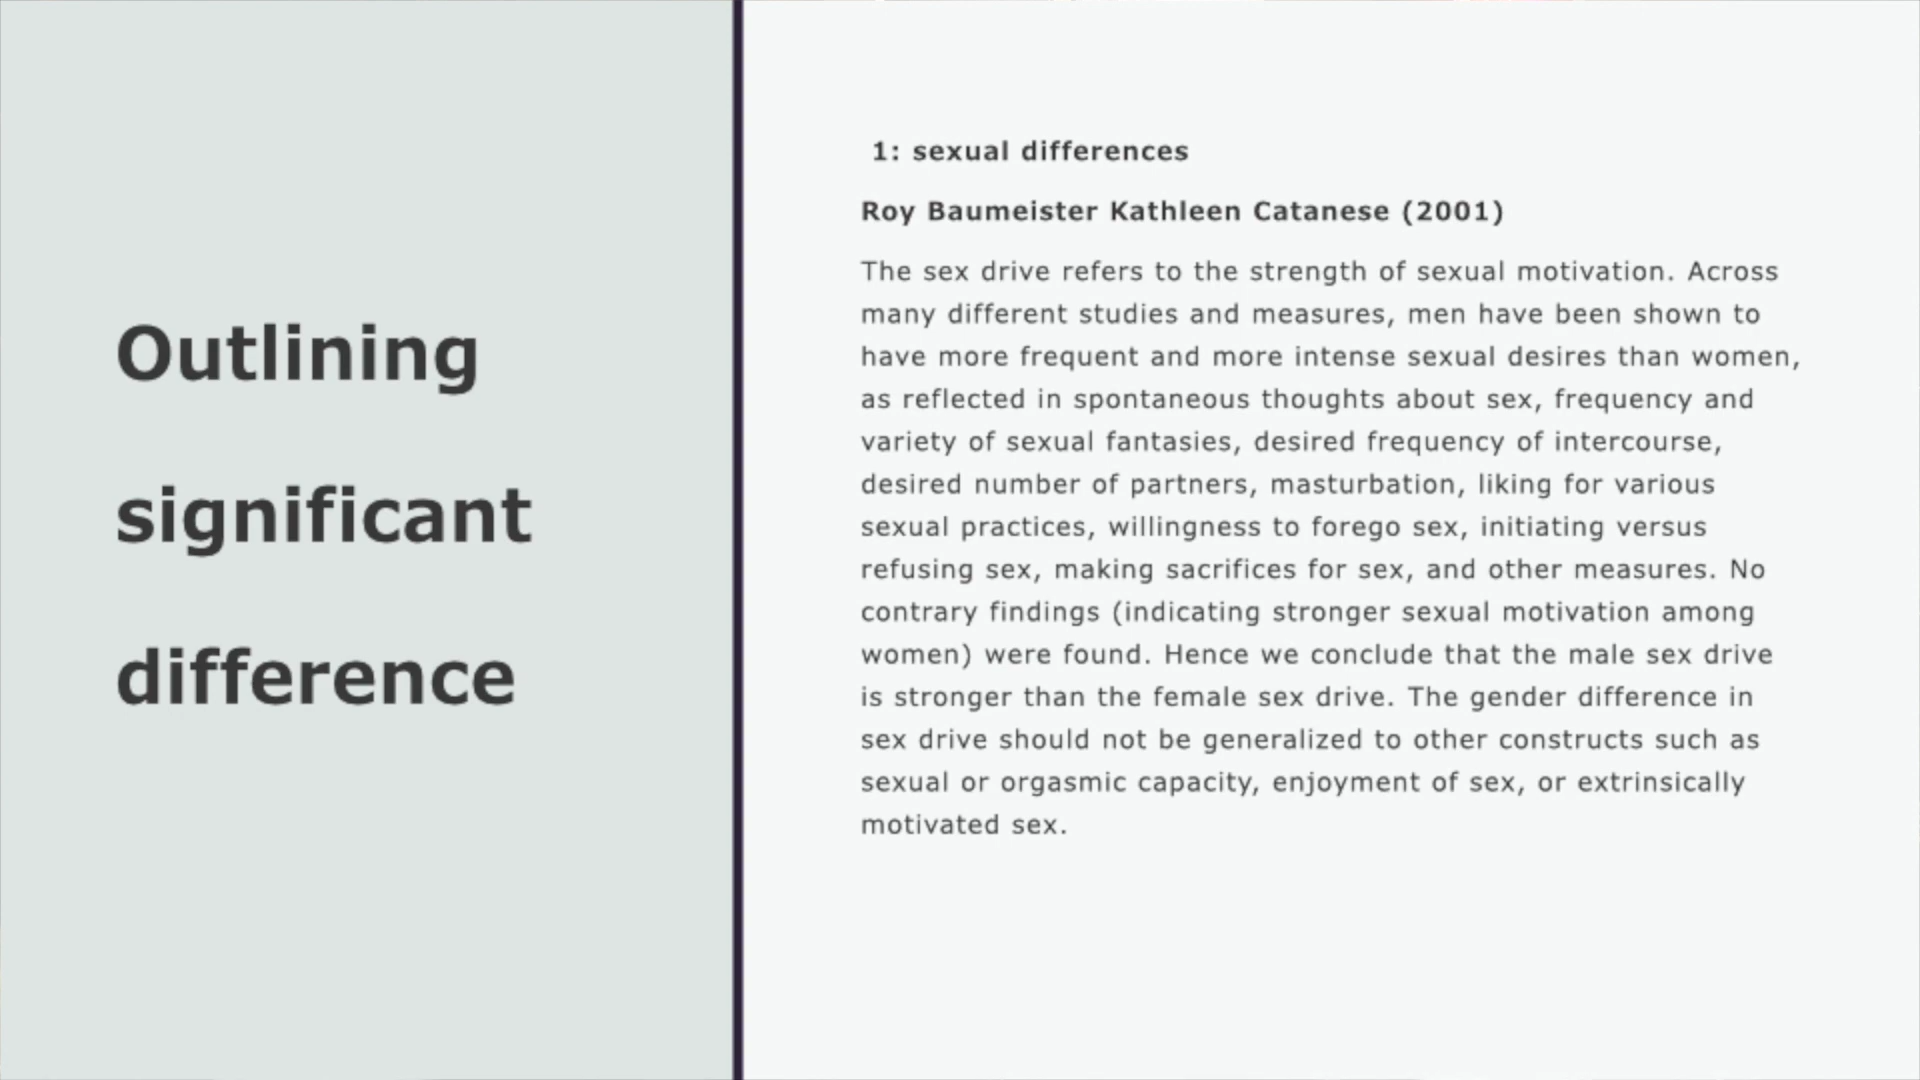 Outlining
significant
difference
1: sexual differences
Roy Baumeister Kathleen Catanese (2001)
The sex drive refers to the strength of sexual motivation. Across
many different studies and measures, men have been shown to
have more frequent and more intense sexual desires than women,
as reflected in spontaneous thoughts about sex, frequency and
variety of sexual fantasies, desired frequency of intercourse,
desired number of partners, masturbation, liking for various
sexual practices, willingness to forego sex, initiating versus
refusing sex, making sacrifices for sex, and other measures. No
contrary findings (indicating stronger sexual motivation among
women) were found. Hence we conclude that the male sex drive
is stronger than the female sex drive. The gender difference in
sex drive should not be generalized to other constructs such as
sexual or orgasmic capacity, enjoyment of sex, or extrinsically
motivated sex.